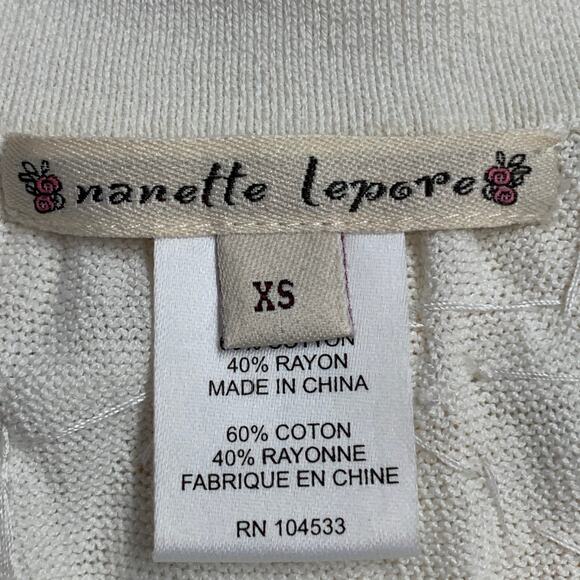 nanette lepore
XS
40% RAYON
MADE IN CHINA
60% COTON
40% RAYONNE
FABRIQUE EN CHINE
RN 104533